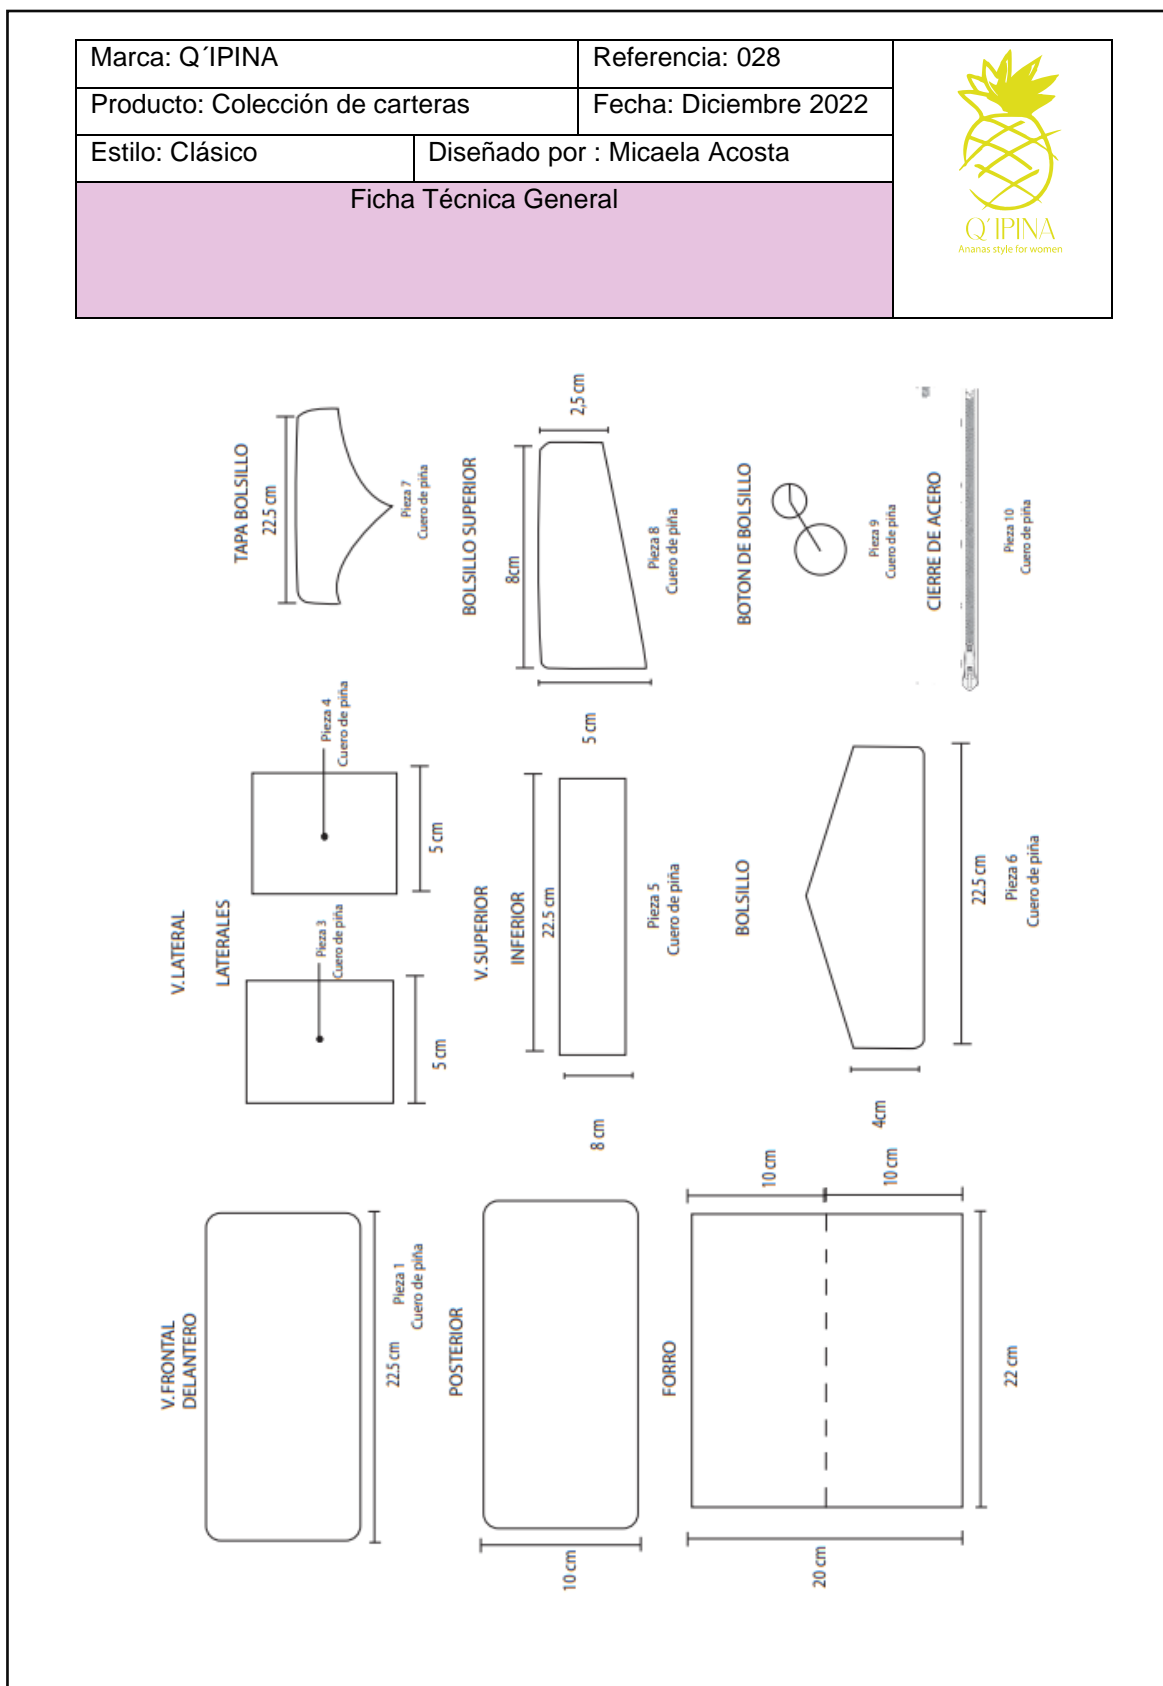 Marca: Q´IPINA
Referencia: 028
Producto: Colección de carteras
Fecha: Diciembre 2022
Estilo: Clásico
Diseñado por : Micaela Acosta
Ficha Técnica General
Q´IPINA
Ananas style for women
V.FRONTAL
DELANTERO
22.5 cm
Pieza 1
Cuero de piña
V.LATERAL
LATERALES
Pieza 3
Cuero de piña
5 cm
Pieza 4
Cuero de piña
5 cm
TAPA BOLSILLO
22.5 cm
Pieza 7
Cuero de piña
POSTERIOR
10 cm
V. SUPERIOR
INFERIOR
22.5 cm
8 cm
Pieza 5
Cuero de piña
BOLSILLO SUPERIOR
8cm
2,5 cm
5 cm
Pieza 8
Cuero de piña
FORRO
10 cm
10 cm
20 cm
22 cm
BOLSILLO
4cm
22.5 cm
Pieza 6
Cuero de piña
BOTON DE BOLSILLO
Pieza 9
Cuero de piña
CIERRE DE ACERO
Pieza 10
Cuero de piña